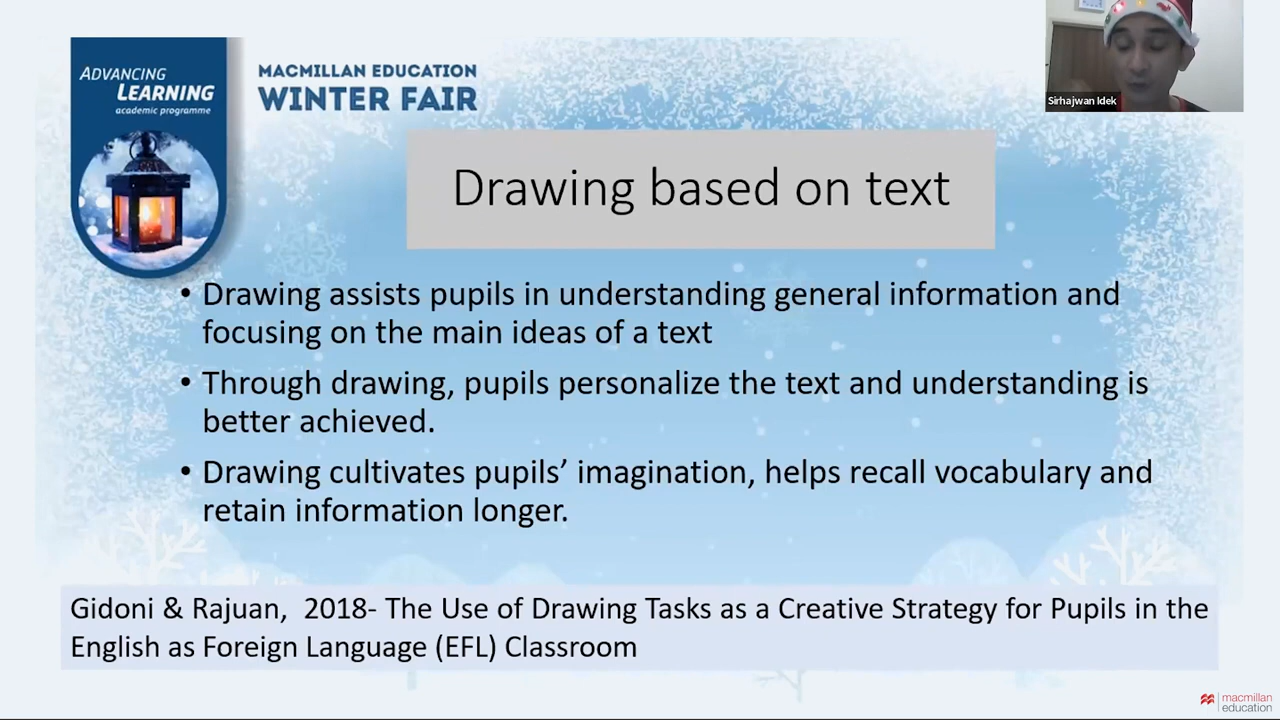 ADVANCING
LEARNING
academic programme
MACMILLAN EDUCATION
WINTER FAIR
Sirhajwan Idek
Drawing based on text
• Drawing assists pupils in understanding general information and
focusing on the main ideas of a text
• Through drawing, pupils personalize the text and understanding is
better achieved.
• Drawing cultivates pupils’ imagination, helps recall vocabulary and
retain information longer.
Gidoni & Rajuan, 2018- The Use of Drawing Tasks as a Creative Strategy for Pupils in the
English as Foreign Language (EFL) Classroom
macmillan
education